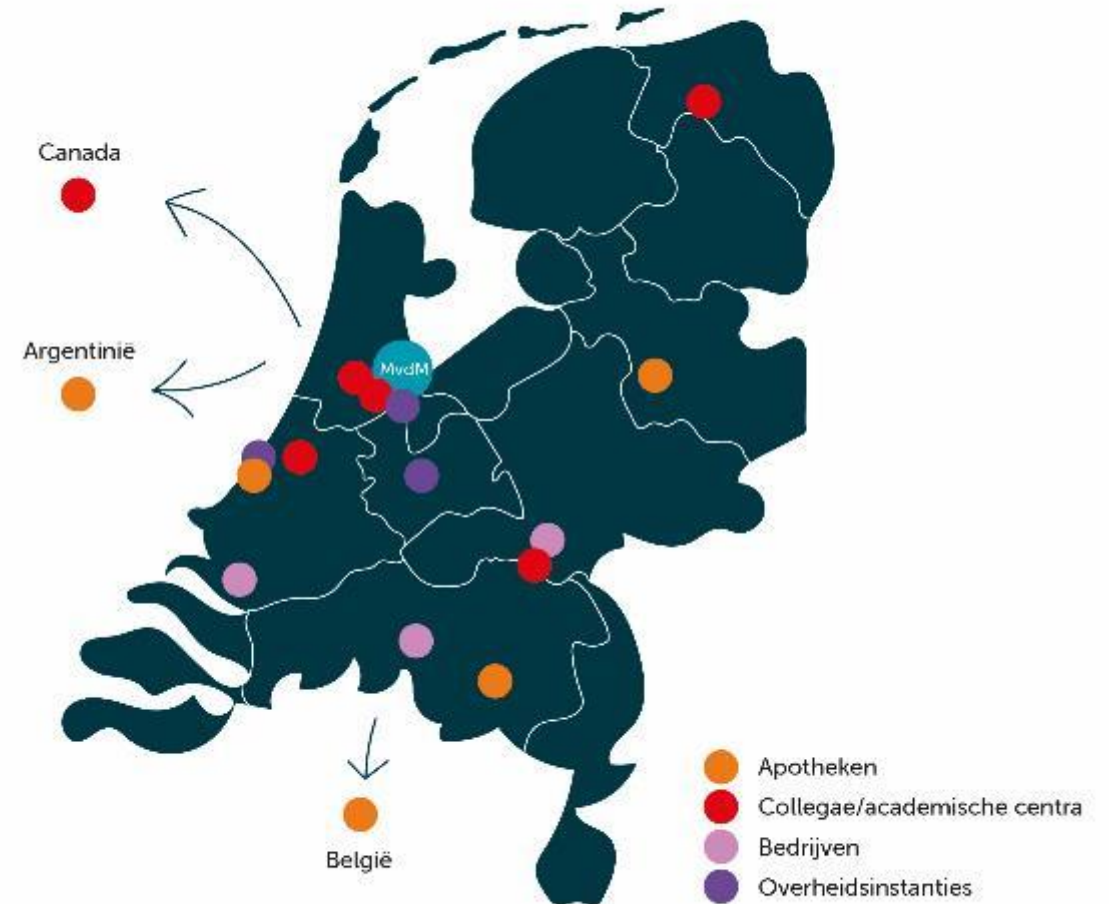 Canada
Argentinië
MvdM
België
Apotheken
Collegae/academische centra
Bedrijven
Overheidsinstanties